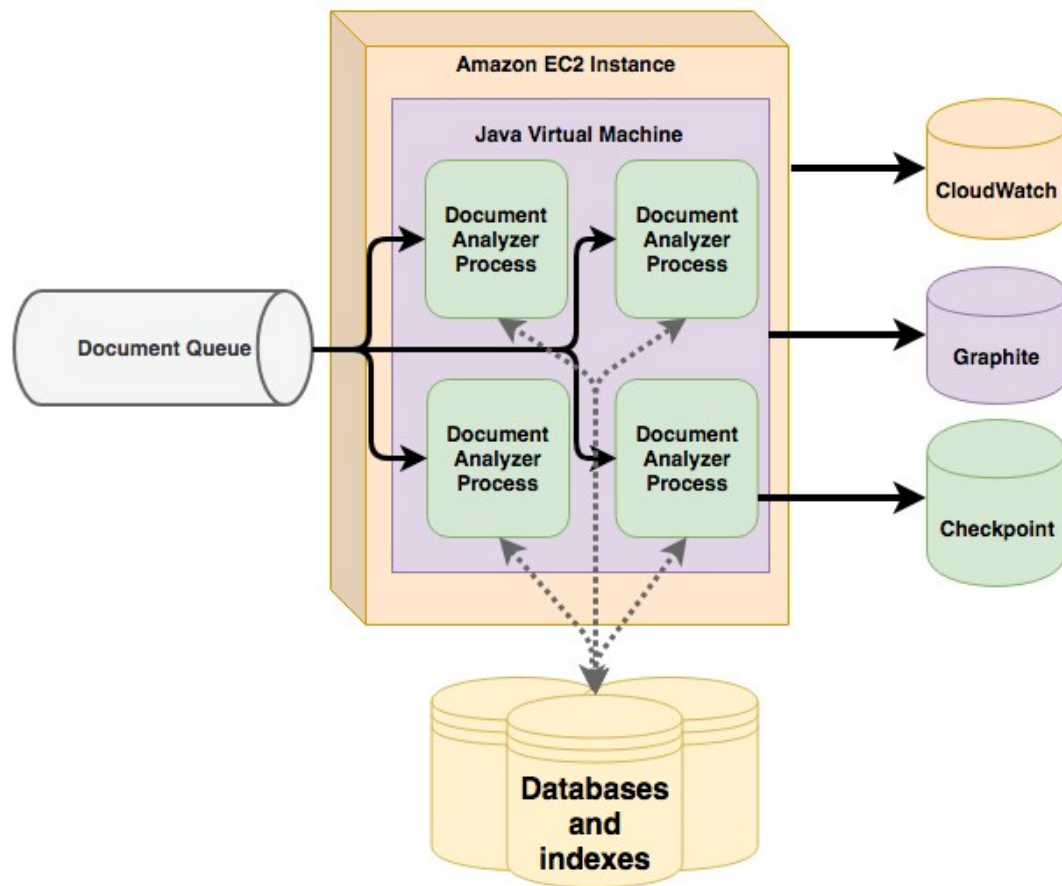 Amazon EC2 Instance
Java Virtual Machine
Document
Analyzer
Process
Document
Analyzer
Process
CloudWatch
Document Queue
Graphite
Document
Analyzer
Process
Document
Analyzer
Process
Checkpoint
Databases
and
indexes